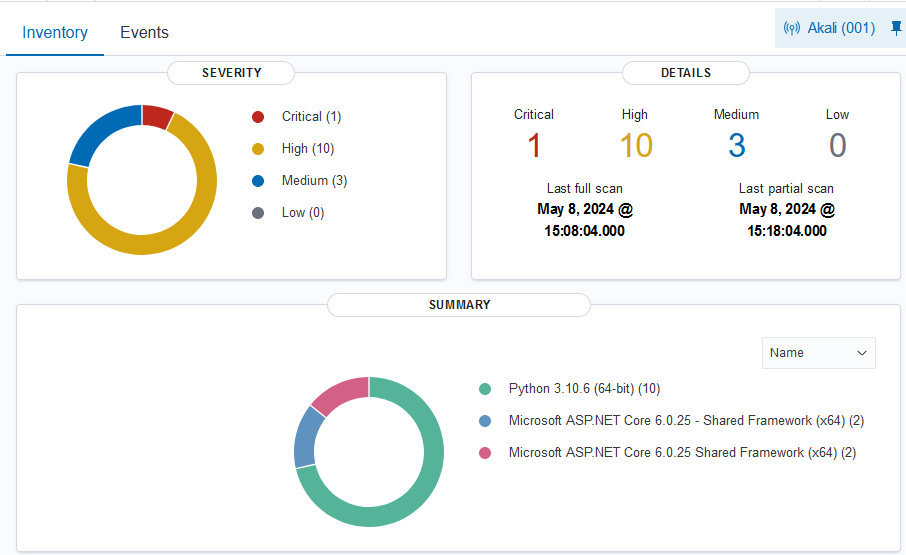 Inventory
Events
Akali (001)
SEVERITY
Critical (1)
High (10)
Medium (3)
Low (0)
DETAILS
Critical
High
Medium
Low
1
10
3
0
Last full scan
May 8, 2024 @
15:08:04.000
Last partial scan
May 8, 2024 @
15:18:04.000
SUMMARY
Name
Python 3.10.6 (64-bit) (10)
Microsoft ASP.NET Core 6.0.25 - Shared Framework (x64) (2)
Microsoft ASP.NET Core 6.0.25 Shared Framework (x64) (2)